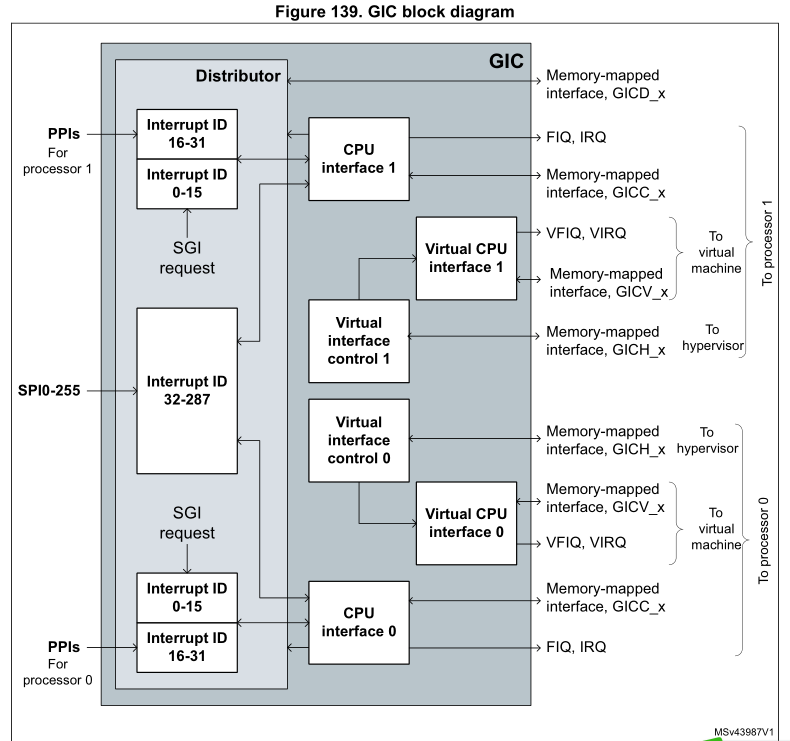 Figure 139. GIC block diagram
GIC
Distributor
Memory-mapped
interface, GICD_x
PPIs
For
processor 1
Interrupt ID
16-31
Interrupt ID
0-15
SGI
request
CPU
interface 1
FIQ, IRQ
Memory-mapped
interface, GICC_x
Virtual CPU
interface 1
VFIQ, VIRQ
Memory-mapped
interface, GICV_x
To
virtual
machine
Virtual
interface
control 1
Memory-mapped
interface, GICH_x
To
hypervisor
To processor 1
SPI0-255
Interrupt ID
32-287
Virtual
interface
control 0
Memory-mapped
interface, GICH_x
To
hypervisor
Virtual CPU
interface 0
Memory-mapped
interface, GICV_x
VFIQ, VIRQ
To
virtual
machine
To processor 0
SGI
request
Interrupt ID
0-15
Interrupt ID
16-31
PPIs
For
processor 0
CPU
interface 0
Memory-mapped
interface, GICC_x
FIQ, IRQ
MSv43987V1